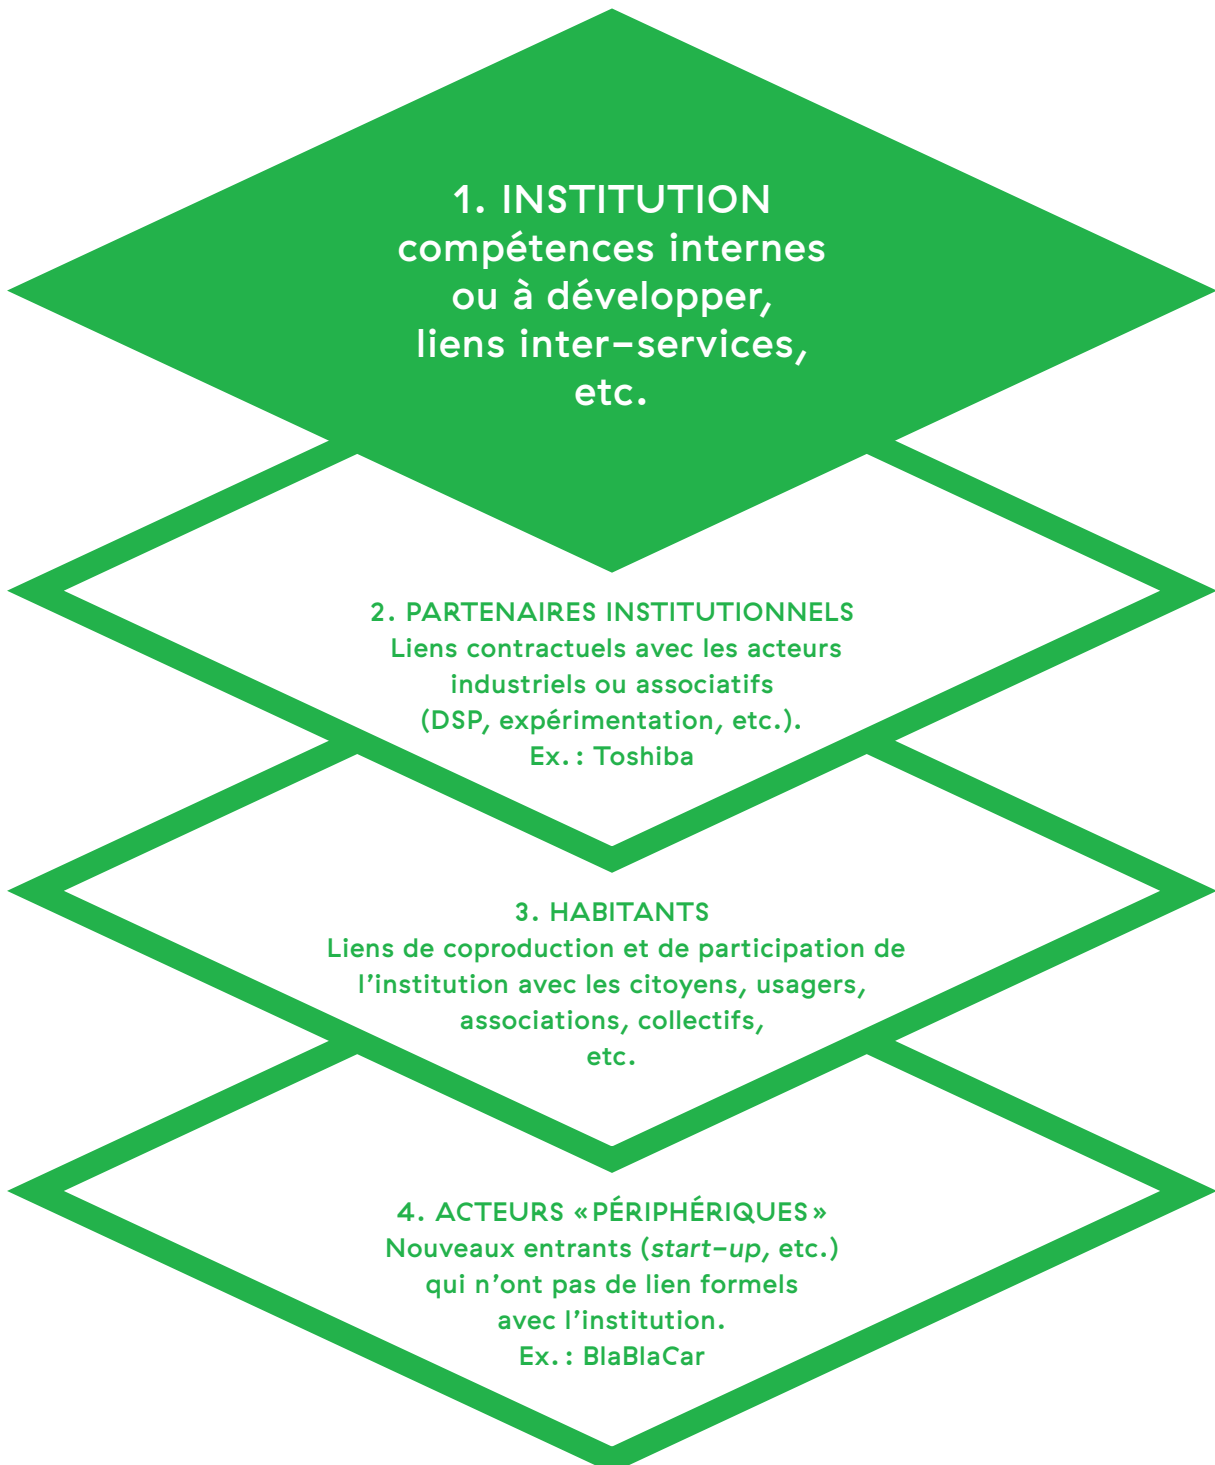 1. INSTITUTION
compétences internes
ou à développer,
liens inter-services,
etc.
2. PARTENAIRES INSTITUTIONNELS
Liens contractuels avec les acteurs
industriels ou associatifs
(DSP, expérimentation, etc.).
Ex. : Toshiba
3. HABITANTS
Liens de coproduction et de participation de
l’institution avec les citoyens, usagers,
associations, collectifs,
etc.
4. ACTEURS « PÉRIPHÉRIQUES »
Nouveaux entrants (start-up, etc.)
qui n’ont pas de lien formels
avec l’institution.
Ex. : BlaBlaCar